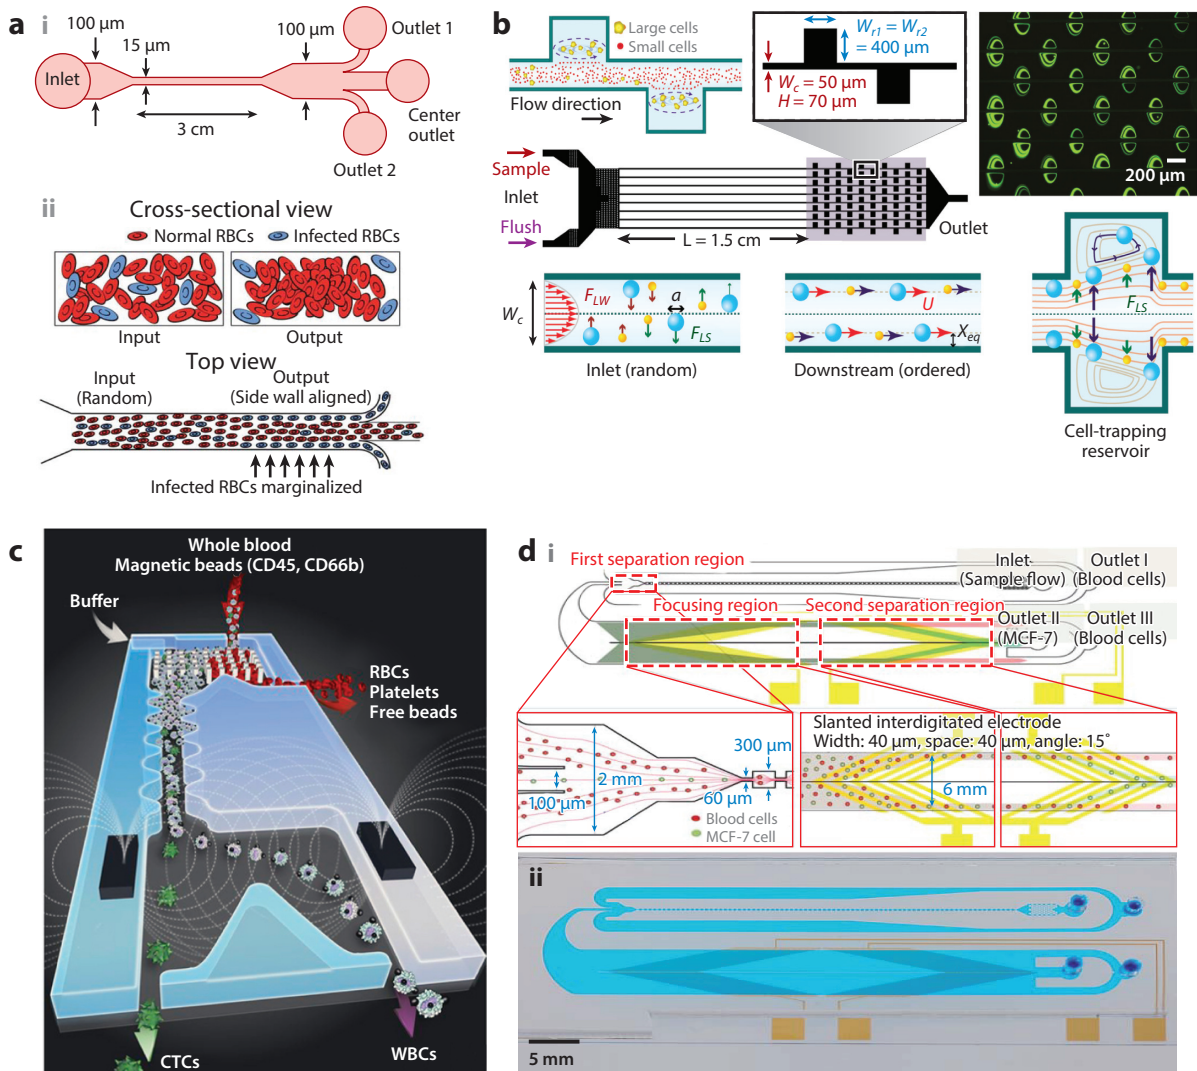 a
i
100 μm
15 μm
100 μm
Outlet 1
Inlet
3 cm
Center
outlet
Outlet 2
ii
Cross-sectional view
Normal RBCs
Infected RBCs
Input
Output
Top view
Input
(Random)
Output
(Side wall aligned)
Infected RBCs marginalized
b
Large cells
Small cells
Flow direction
Wr1 = Wr2
= 400 μm
Wc = 50 μm
H = 70 μm
200 μm
Sample
Inlet
Flush
L = 1.5 cm
Outlet
Wc
FLW
a
FLS
Inlet (random)
U
Xeq
Downstream (ordered)
FLS
Cell-trapping
reservoir
c
Whole blood
Magnetic beads (CD45, CD66b)
Buffer
RBCs
Platelets
Free beads
CTCs
WBCs
d
i
First separation region
Inlet
(Sample flow)
Outlet I
(Blood cells)
Focusing region
Second separation region
Outlet II
(MCF-7)
Outlet III
(Blood cells)
2 mm
100 μm
300 μm
60 μm
Blood cells
MCF-7 cell
Slanted interdigitated electrode
Width: 40 μm, space: 40 μm, angle: 15°
6 mm
ii
5 mm